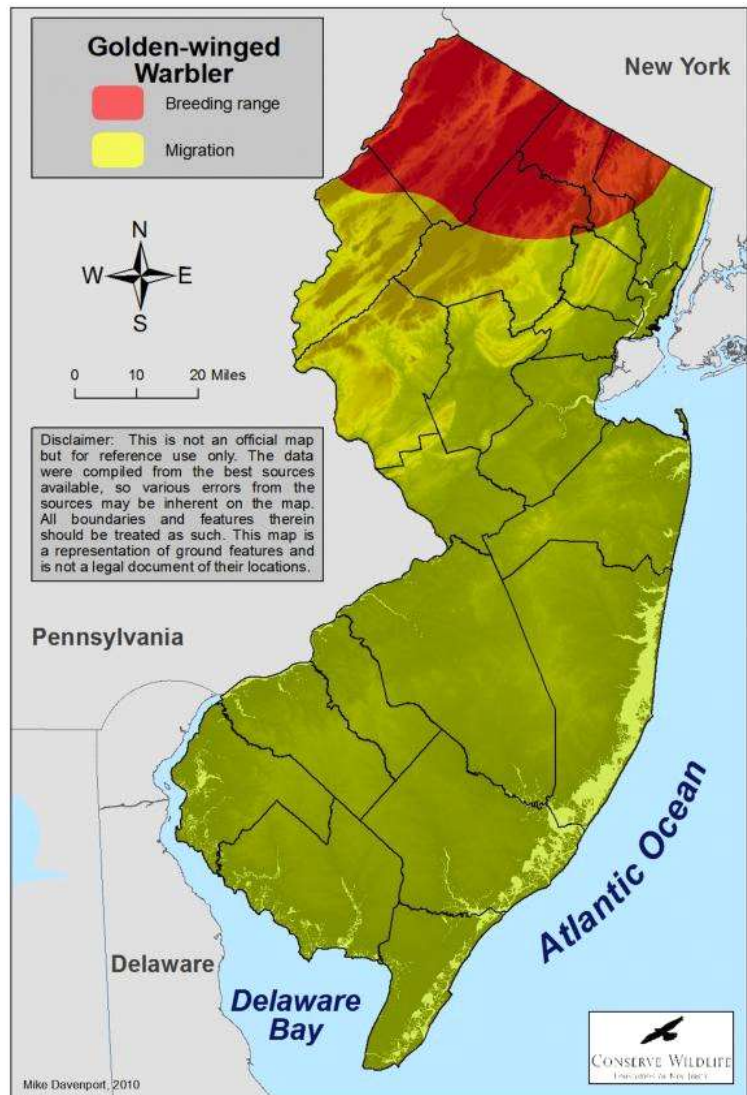 Golden-winged
Warbler
Breeding range
Migration
New York
N
W
E
S
0 10 20 Miles
Disclaimer: This is not an official map
but for reference use only. The data
were compiled from the best sources
available, so various errors from the
sources may be inherent on the map.
All boundaries and features therein
should be treated as such. This map is
a representation of ground features and
is not a legal document of their locations.
Pennsylvania
Atlantic Ocean
Delaware
Delaware
Bay
CONSERVE WILDLIFE
FOUNDATION OF NEW JERSEY
Mike Davenport, 2010